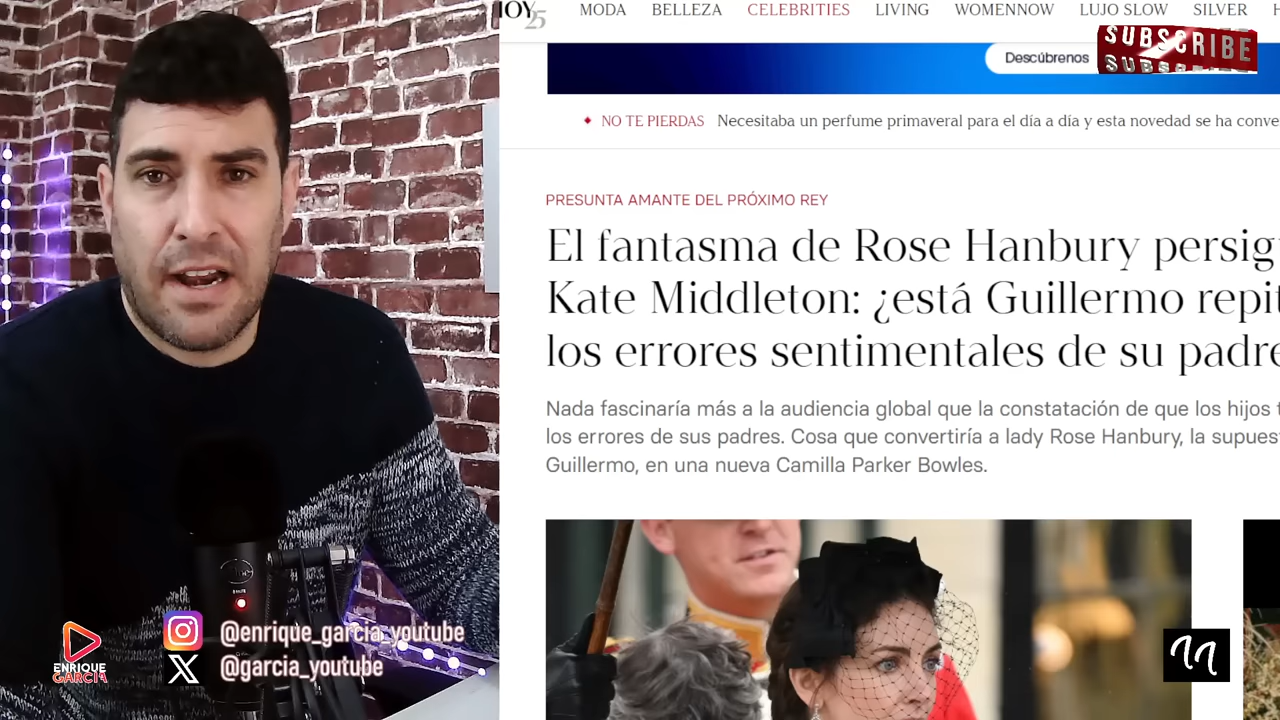 MODA BELLEZA CELEBRITIES LIVING WOMENNOW LUJO SLOW SILVER
SUBSCRIBE
Descúbrenos
NO TE PIERDAS Necesitaba un perfume primaveral para el día a día y esta novedad se ha conve
PRESUNTA AMANTE DEL PRÓXIMO REY
El fantasma de Rose Hanbury persig
Kate Middleton: ¿está Guillermo repit
los errores sentimentales de su padre
Nada fascinaría más a la audiencia global que la constatación de que los hijos
los errores de sus padres. Cosa que convertiría a lady Rose Hanbury, la supues
Guillermo, en una nueva Camilla Parker Bowles.
@enrique_garcia_youtube
@garcia_youtube
ENRIQUE
GARCIA